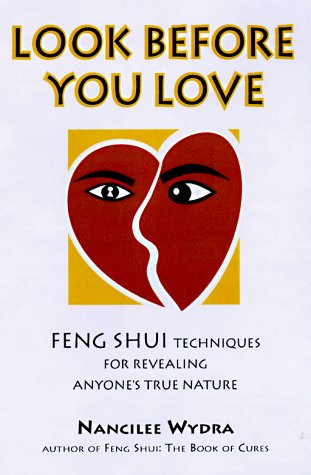 LOOK BEFORE
YOU LOVE
FENG SHUI TECHNIQUES
FOR REVEALING
ANYONE'S TRUE NATURE
NANCILEE WYDRA
AUTHOR OF FENG SHUI: THE BOOK OF CURES